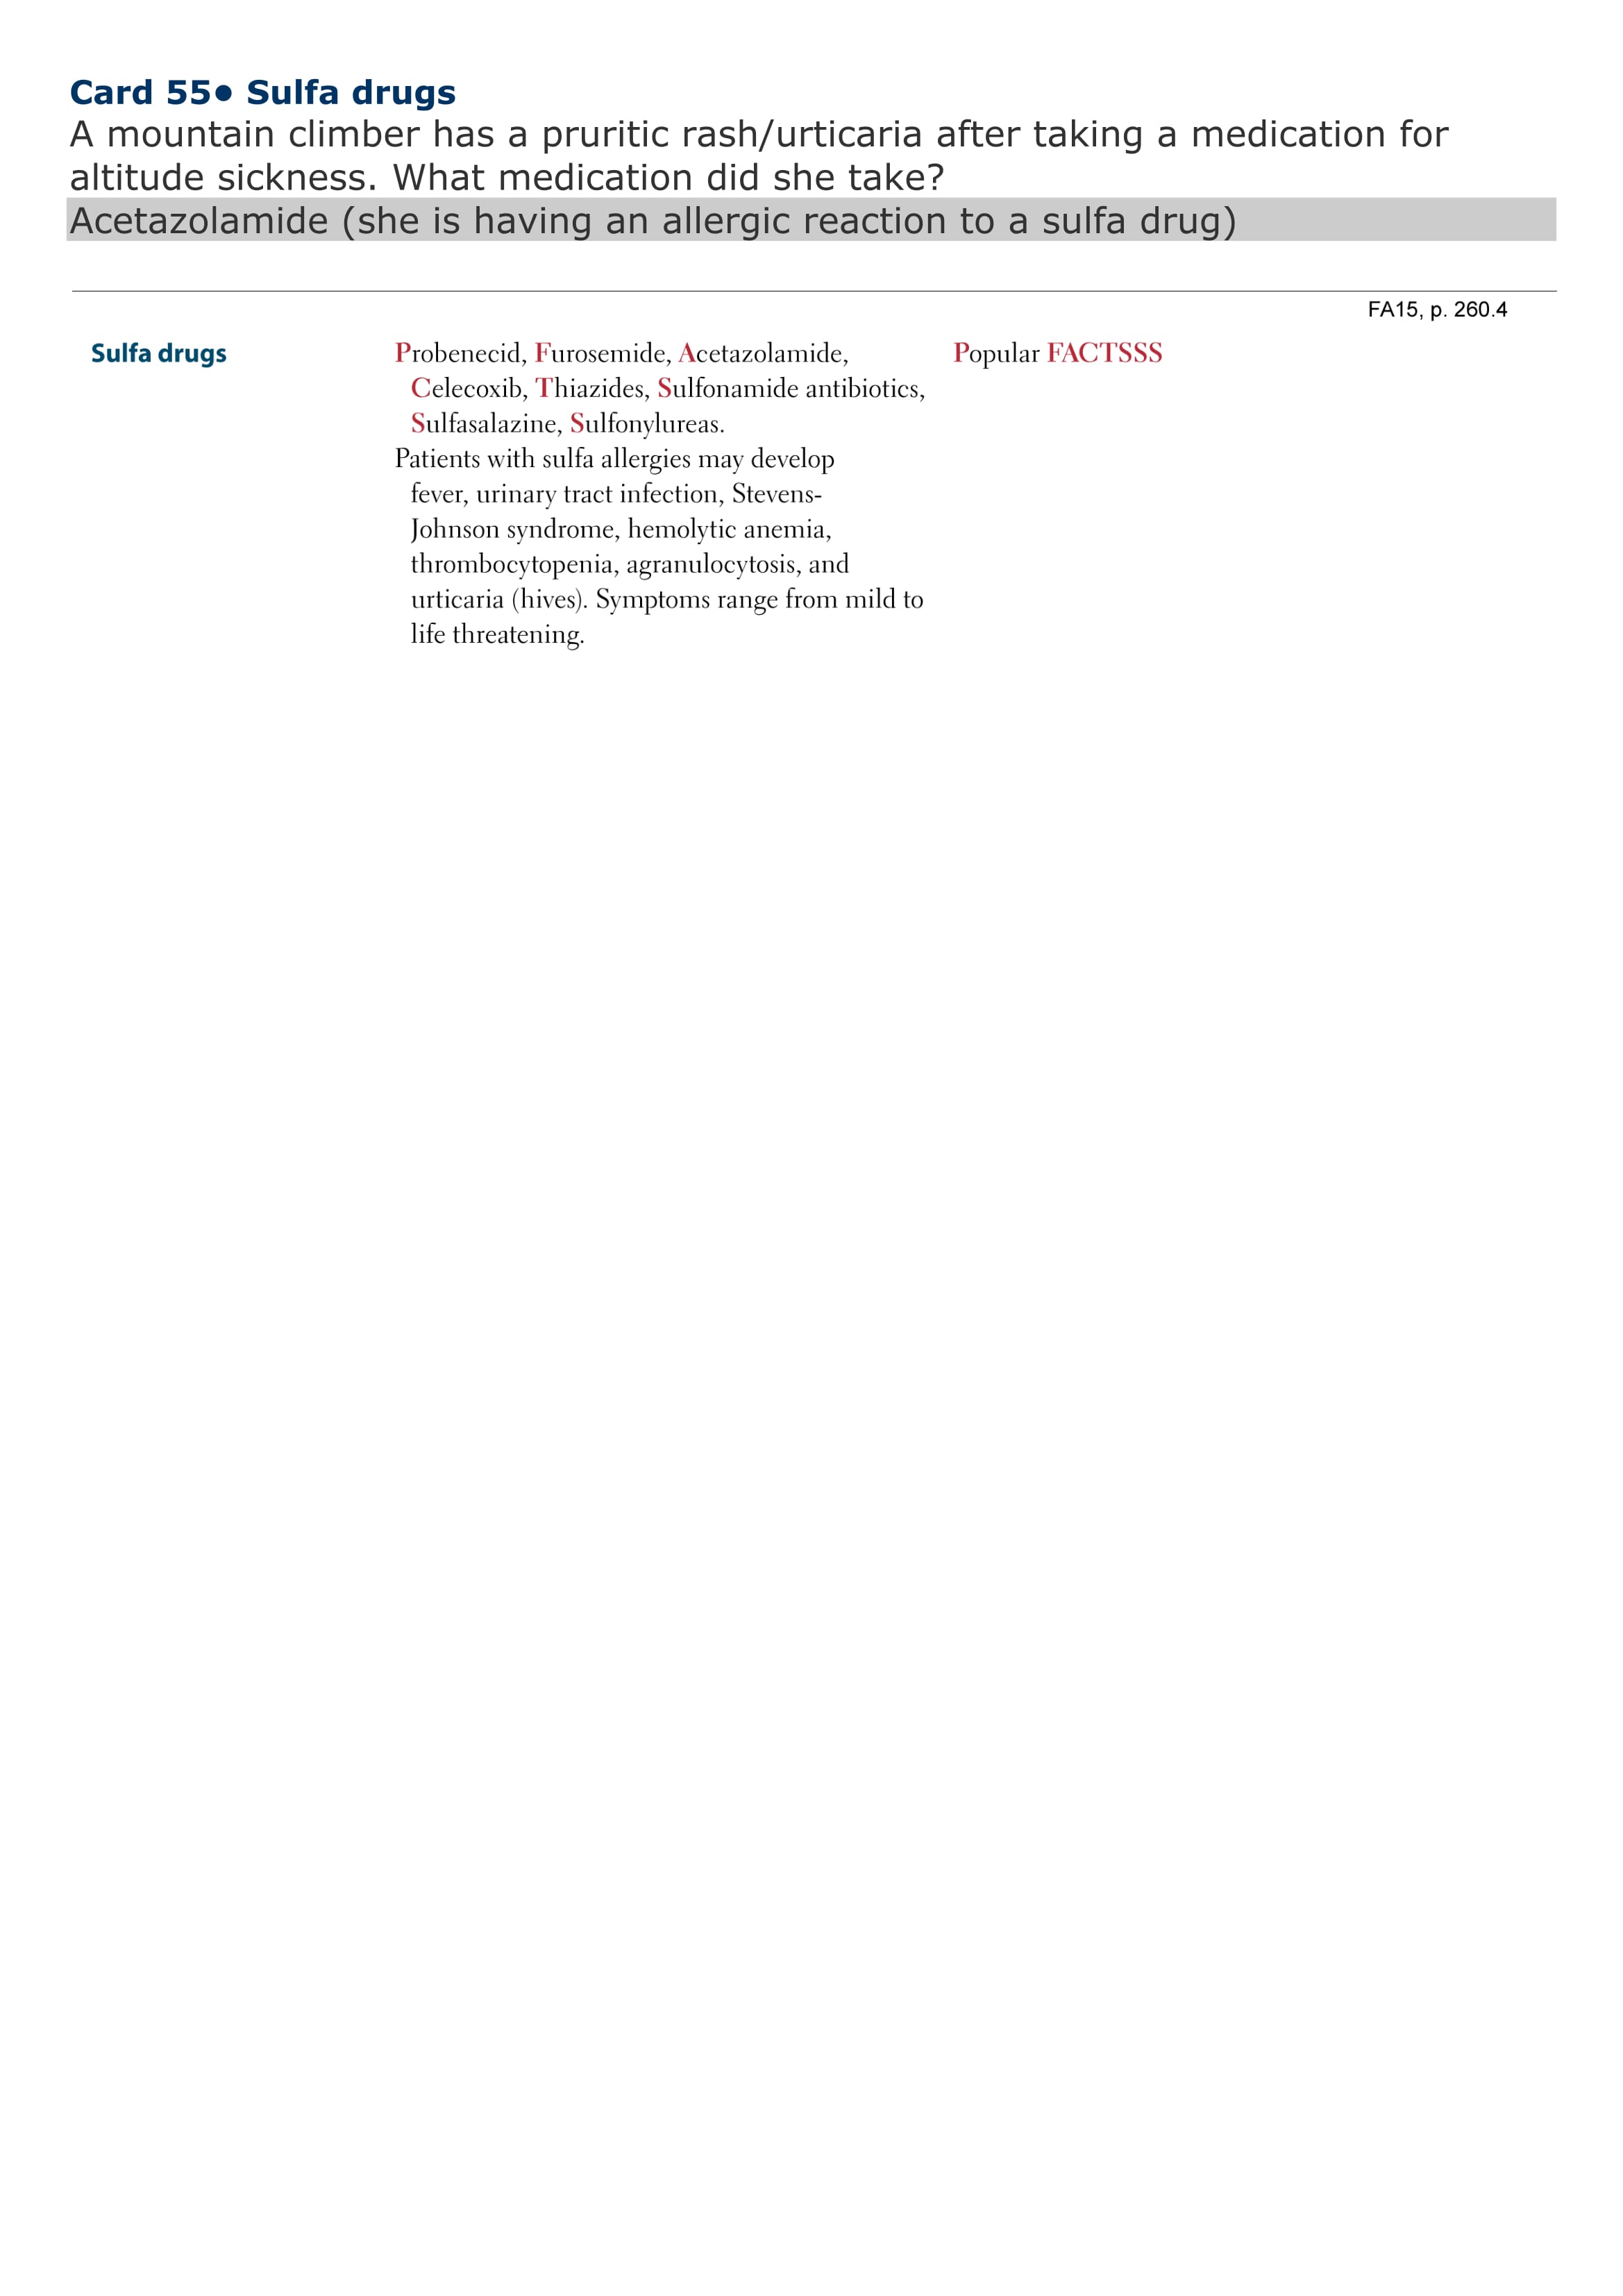 Card 55● Sulfa drugs
A mountain climber has a pruritic rash/urticaria after taking a medication for
altitude sickness. What medication did she take?
Acetazolamide (she is having an allergic reaction to a sulfa drug)
FA15, p. 260.4
Sulfa drugs
Probenecid, Furosemide, Acetazolamide,
Celecoxib, Thiazides, Sulfonamide antibiotics,
Sulfasalazine, Sulfonylureas.
Patients with sulfa allergies may develop
fever, urinary tract infection, Stevens-
Johnson syndrome, hemolytic anemia,
thrombocytopenia, agranulocytosis, and
urticaria (hives). Symptoms range from mild to
life threatening.
Popular FACTSSS